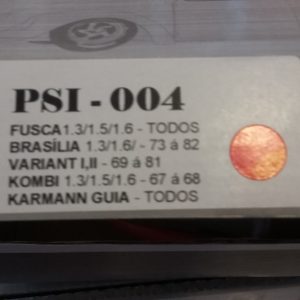 PSI - 004
FUSCA 1.3/1.5/1.6 - TODOS
BRASÍLIA 1.3/1.6/ - 73 á 82
VARIANT I,II - 69 á 81
KOMBI 1.3/1.5/1.6 - 67 á 68
KARMANN GUIA - TODOS